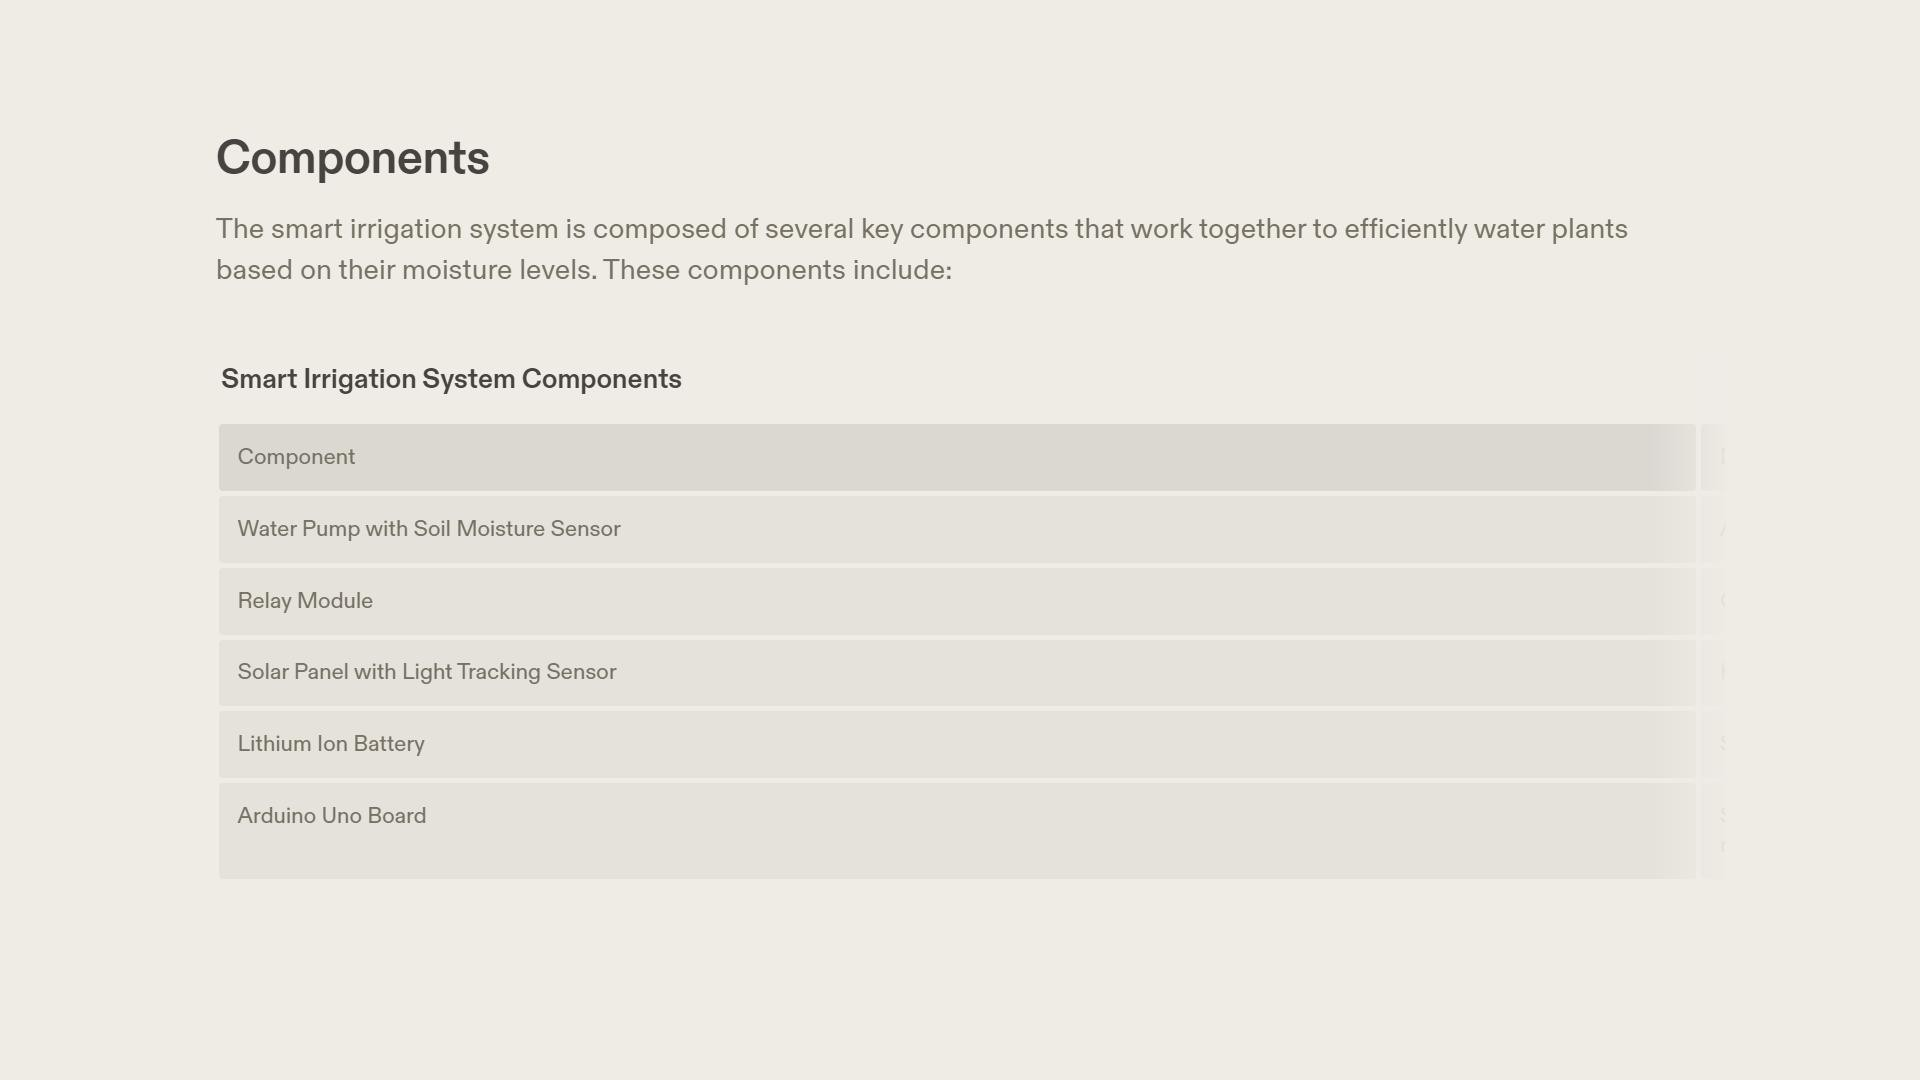 Components
The smart irrigation system is composed of several key components that work together to efficiently water plants
based on their moisture levels. These components include:
Smart Irrigation System Components
Component
Water Pump with Soil Moisture Sensor
Relay Module
Solar Panel with Light Tracking Sensor
Lithium Ion Battery
Arduino Uno Board